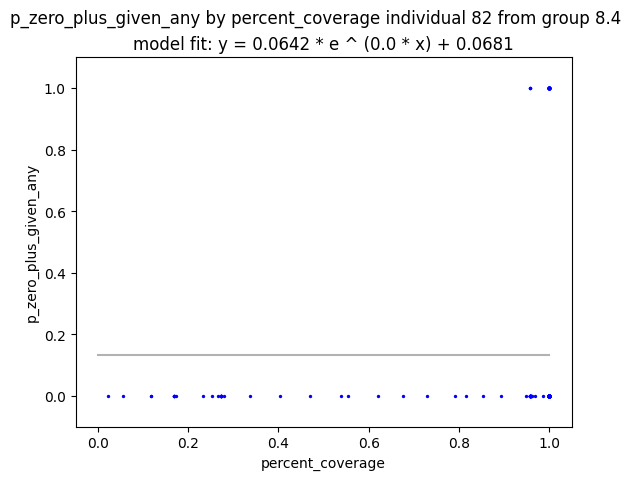 p_zero_plus_given_any by percent_coverage individual 82 from group 8.4
model fit: y = 0.0642 * e ^ (0.0 * x) + 0.0681
1.0
0.8
0.6
0.4
0.2
0.0
p_zero_plus_given_any
0.0 0.2 0.4 0.6 0.8 1.0
percent_coverage